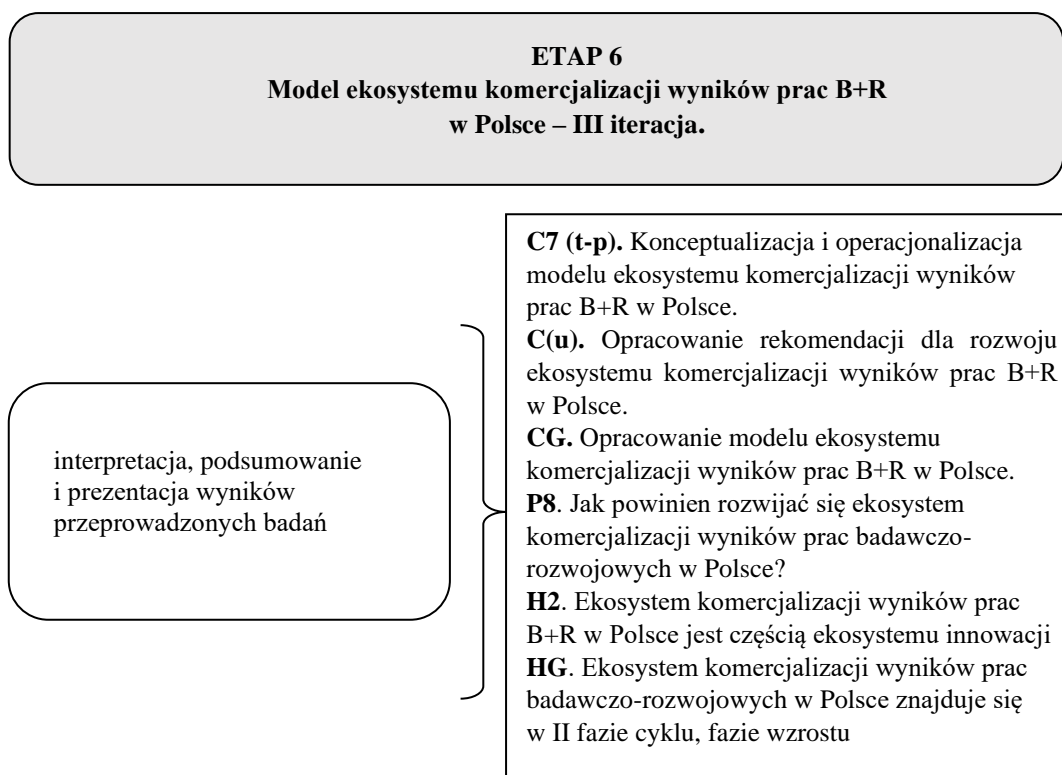 ETAP 6
Model ekosystemu komercjalizacji wyników prac B+R
w Polsce – III iteracja.
interpretacja, podsumowanie
i prezentacja wyników
przeprowadzonych badań
C7 (t-p). Konceptualizacja i operacjonalizacja
modelu ekosystemu komercjalizacji wyników
prac B+R w Polsce.
C(u). Opracowanie rekomendacji dla rozwoju
ekosystemu komercjalizacji wyników prac B+R
w Polsce.
CG. Opracowanie modelu ekosystemu
komercjalizacji wyników prac B+R w Polsce.
P8. Jak powinien rozwijać się ekosystem
komercjalizacji wyników prac badawczo-
rozwojowych w Polsce?
H2. Ekosystem komercjalizacji wyników prac
B+R w Polsce jest częścią ekosystemu innowacji
HG. Ekosystem komercjalizacji wyników prac
badawczo-rozwojowych w Polsce znajduje się
w II fazie cyklu, fazie wzrostu